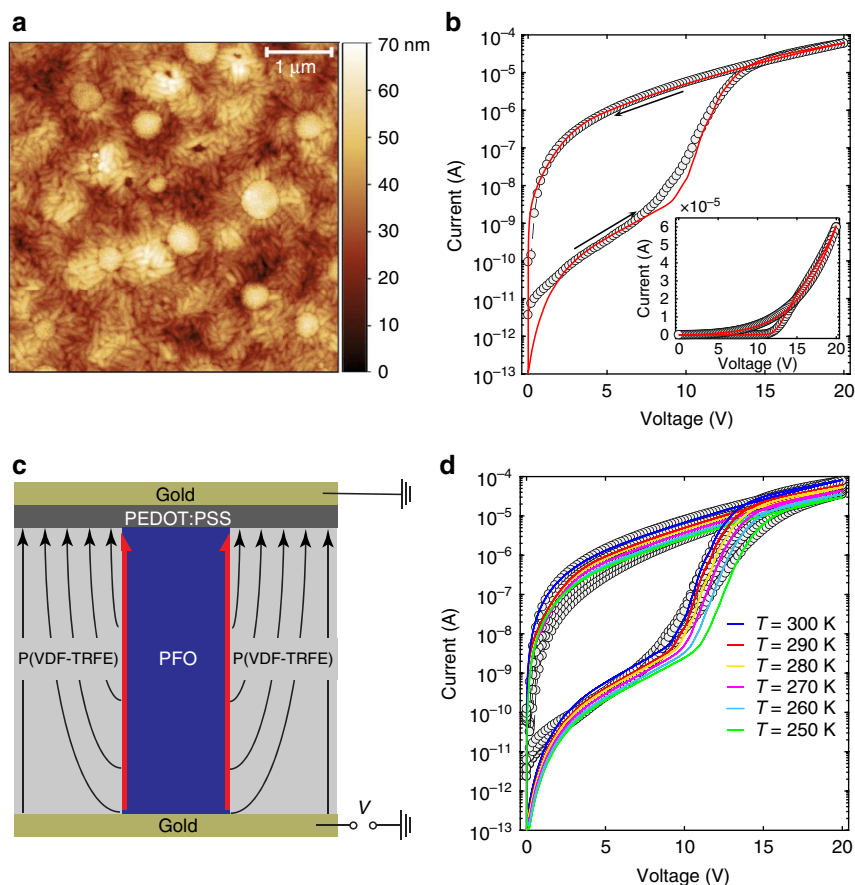 a
70 nm
1 µm
60
50
40
30
20
10
0
b
10⁻⁴
10⁻⁵
10⁻⁶
10⁻⁷
10⁻⁸
10⁻⁹
10⁻¹⁰
10⁻¹¹
10⁻¹²
10⁻¹³
Current (A)
0 5 10 15 20
Voltage (V)
×10⁻⁵
6
5
4
3
2
1
0
Current (A)
0 5 10 15 20
Voltage (V)
c
Gold
PEDOT:PSS
P(VDF-TRFE) PFO P(VDF-TRFE)
V
Gold
d
10⁻⁴
10⁻⁵
10⁻⁶
10⁻⁷
10⁻⁸
10⁻⁹
10⁻¹⁰
10⁻¹¹
10⁻¹²
10⁻¹³
Current (A)
T = 300 K
T = 290 K
T = 280 K
T = 270 K
T = 260 K
T = 250 K
0 5 10 15 20
Voltage (V)